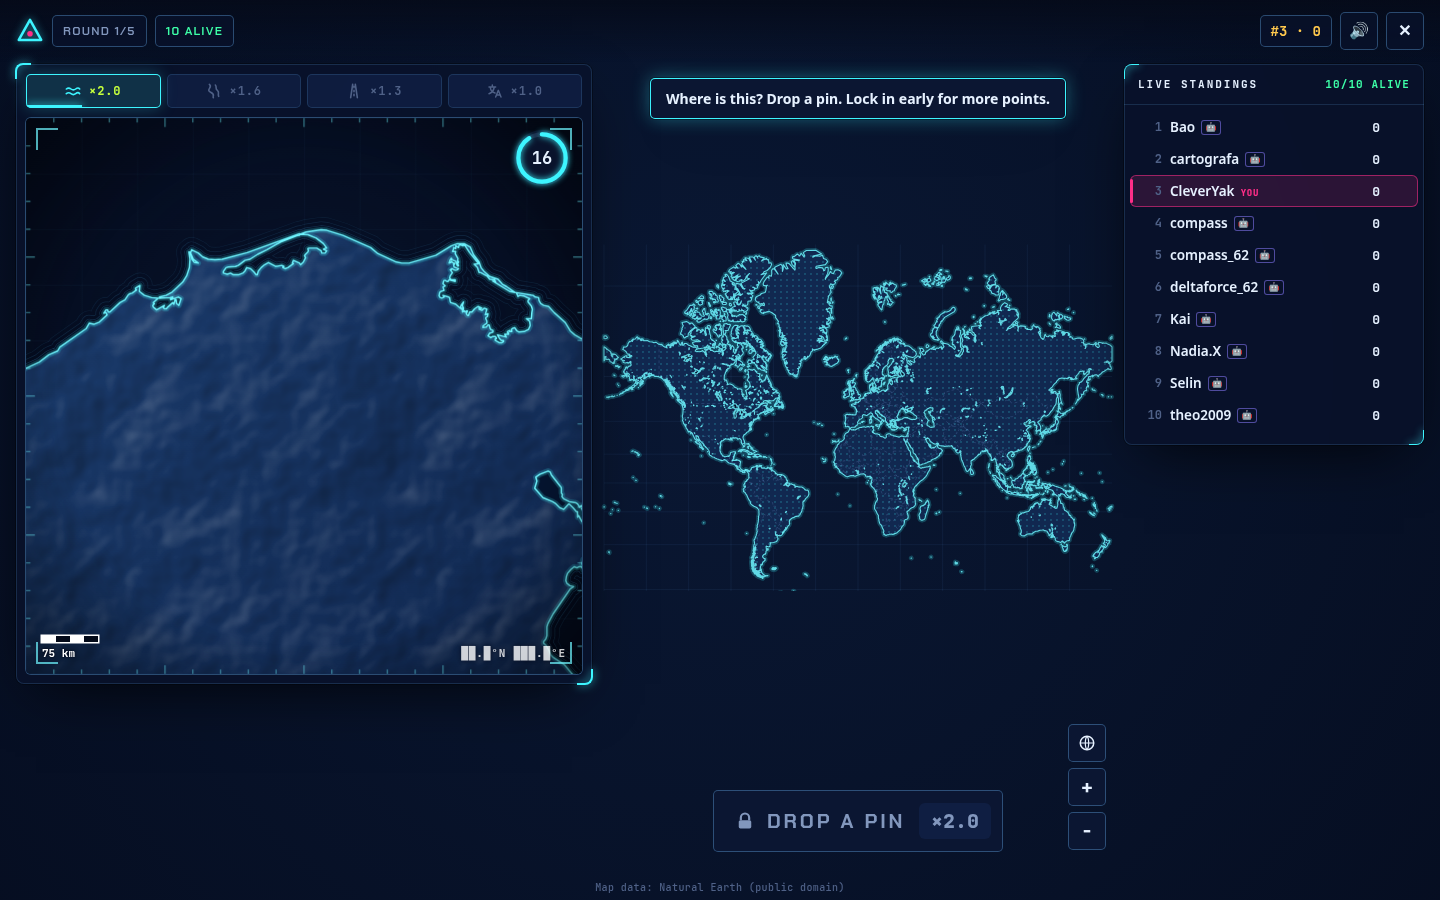 ROUND 1/5
10 ALIVE
#3 · 0
×2.0
×1.6
×1.3
×1.0
16
75 km
██.█°N ███.█°E
Where is this? Drop a pin. Lock in early for more points.
DROP A PIN ×2.0
+
-
LIVE STANDINGS 10/10 ALIVE
1 Bao 0
2 cartografa 0
3 CleverYak YOU 0
4 compass 0
5 compass_62 0
6 deltaforce_62 0
7 Kai 0
8 Nadia.X 0
9 Selin 0
10 theo2009 0
Map data: Natural Earth (public domain)